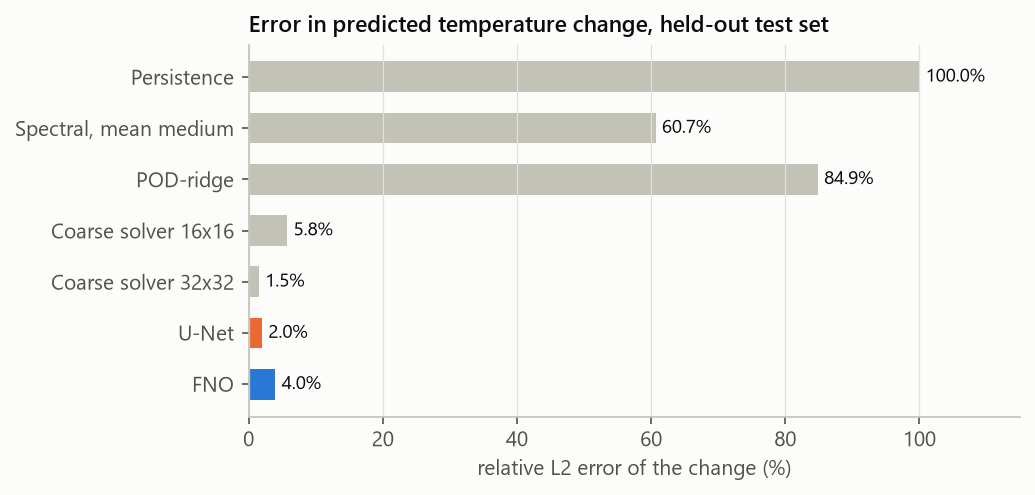 Error in predicted temperature change, held-out test set
Persistence 100.0%
Spectral, mean medium 60.7%
POD-ridge 84.9%
Coarse solver 16x16 5.8%
Coarse solver 32x32 1.5%
U-Net 2.0%
FNO 4.0%
0 20 40 60 80 100
relative L2 error of the change (%)